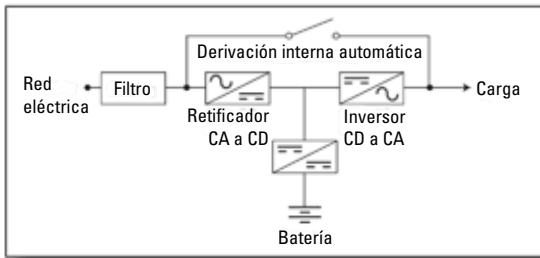 Derivación interna automática
Red
eléctrica
Filtro
Carga
Retificador
CA a CD
Inversor
CD a CA
Batería